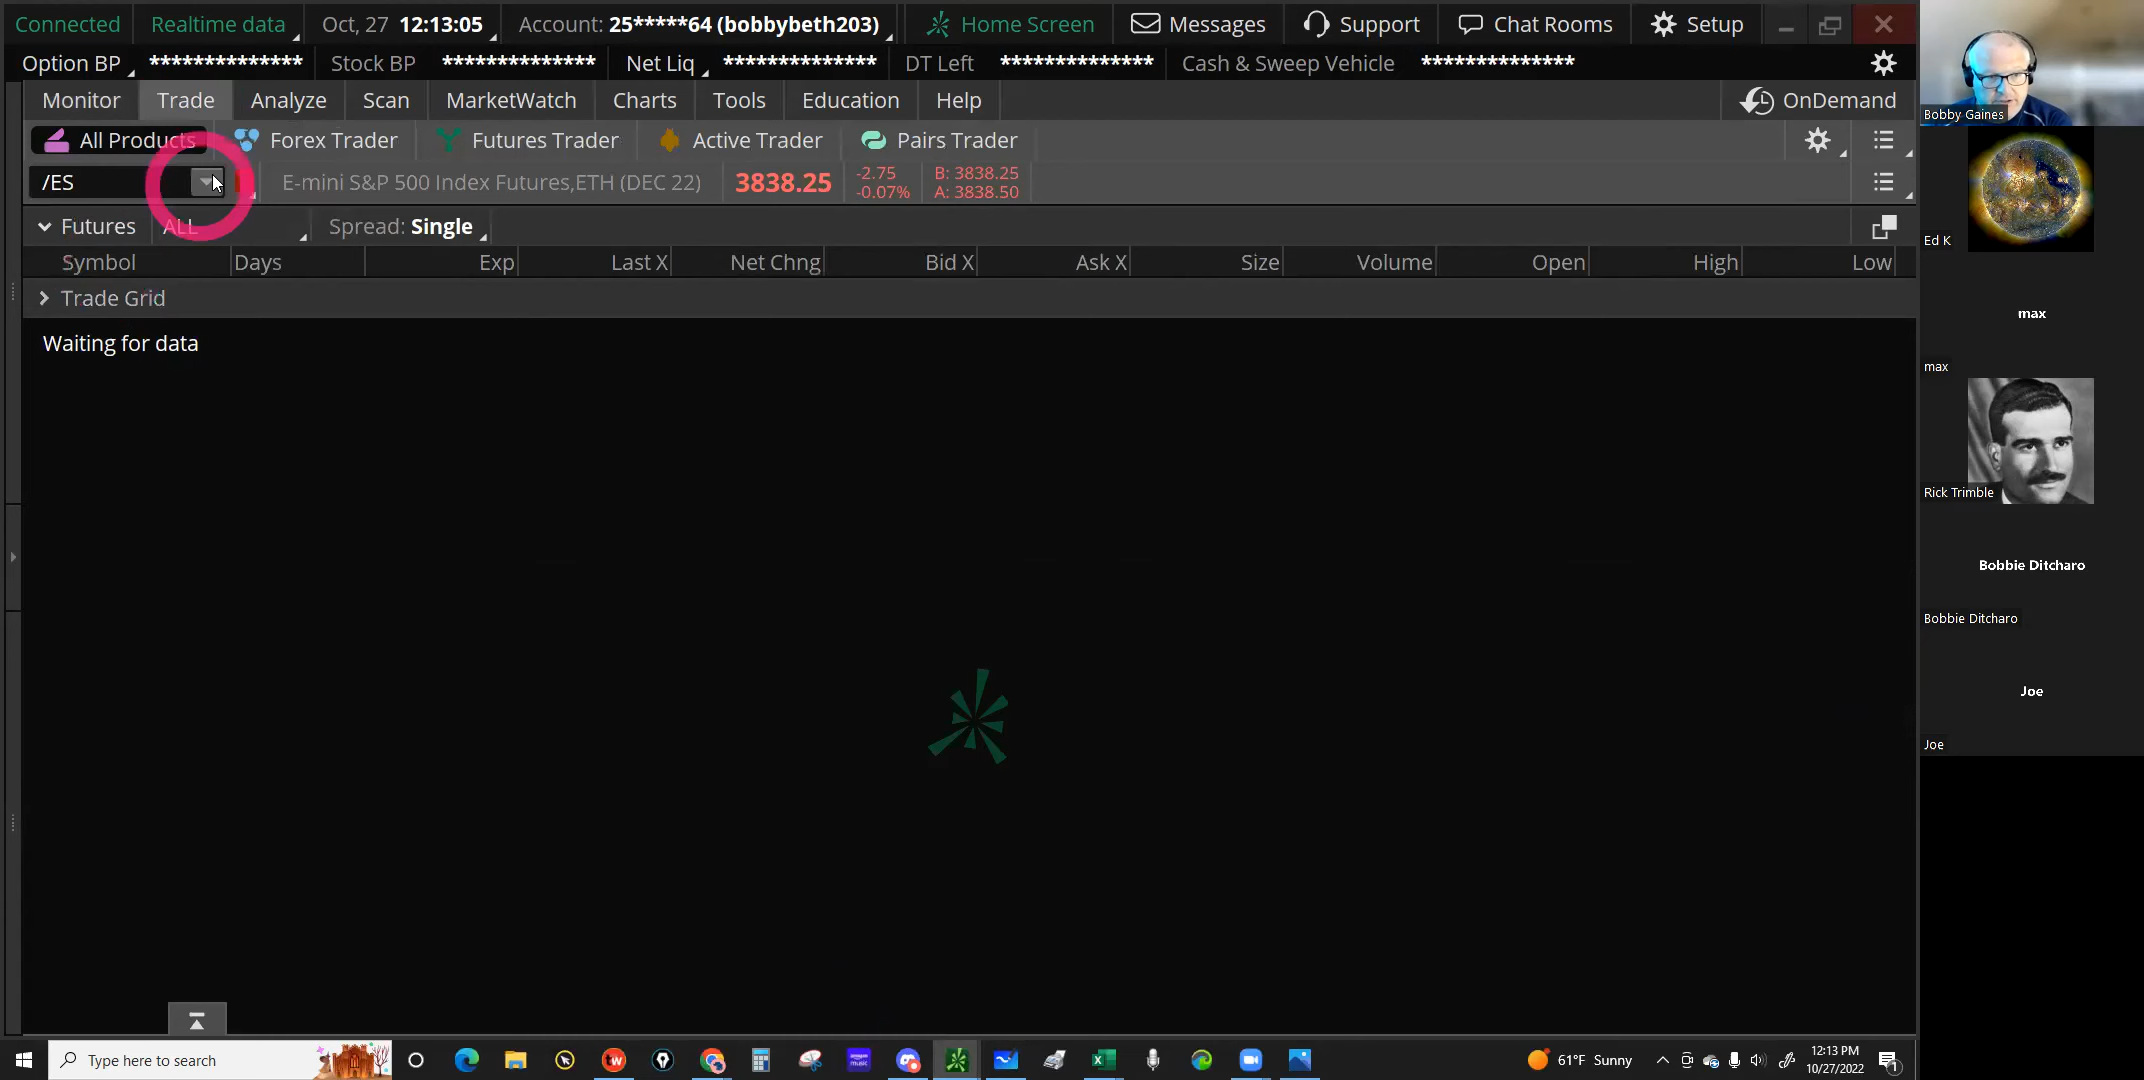 Connected Realtime data Oct, 27 12:13:05 Account: 25*****64 (bobbybeth203) Home Screen Messages Support Chat Rooms Setup
Option BP ************** Stock BP ************** Net Liq ************** DT Left ************** Cash & Sweep Vehicle **************
Monitor Trade Analyze Scan MarketWatch Charts Tools Education Help OnDemand
All Products Forex Trader Futures Trader Active Trader Pairs Trader
/ES E-mini S&P 500 Index Futures,ETH (DEC 22) 3838.25 -2.75 B: 3838.25
-0.07% A: 3838.50
Futures ALL Spread: Single
Symbol Days Exp Last X Net Chng Bid X Ask X Size Volume Open High Low
Trade Grid
Waiting for data
Bobby Gaines
Ed K
max
max
Rick Trimble
Bobbie Ditcharo
Bobbie Ditcharo
Joe
Joe
Type here to search
amazon music
61°F Sunny
12:13 PM
10/27/2022
1